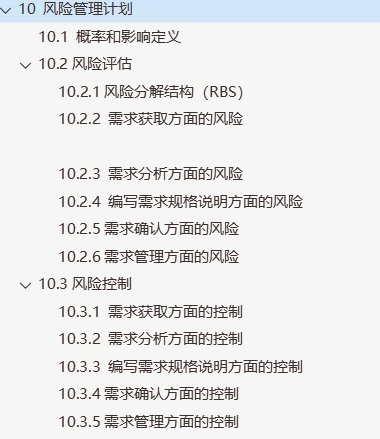 10 风险管理计划
10.1 概率和影响定义
10.2 风险评估
10.2.1 风险分解结构（RBS）
10.2.2 需求获取方面的风险
10.2.3 需求分析方面的风险
10.2.4 编写需求规格说明方面的风险
10.2.5 需求确认方面的风险
10.2.6 需求管理方面的风险
10.3 风险控制
10.3.1 需求获取方面的控制
10.3.2 需求分析方面的控制
10.3.3 编写需求规格说明方面的控制
10.3.4 需求确认方面的控制
10.3.5 需求管理方面的控制